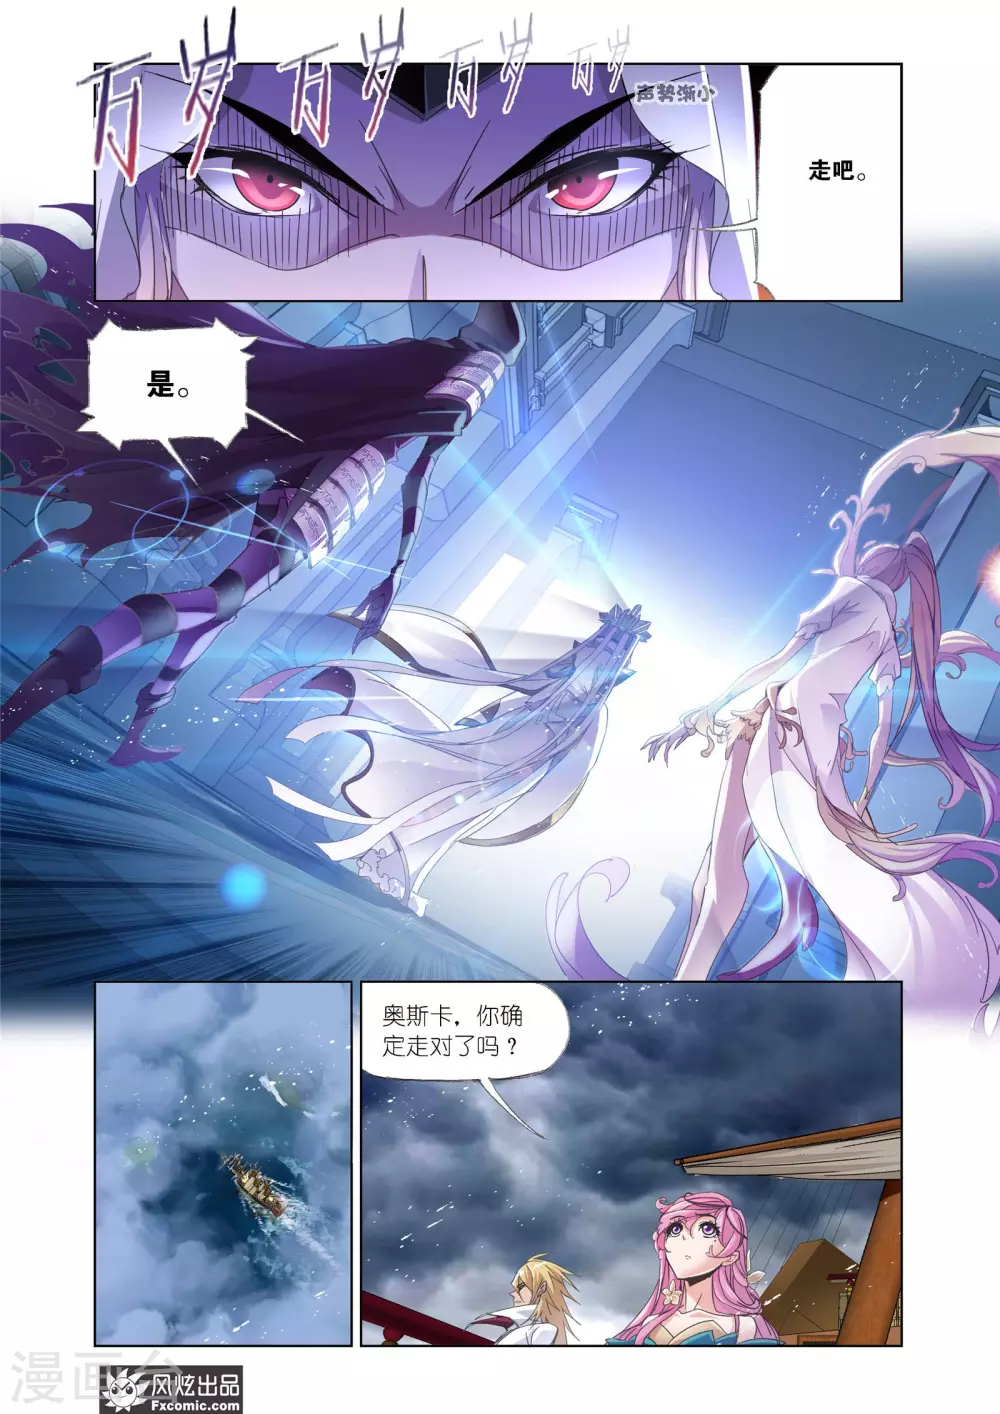 万岁 万岁 万岁 万岁
声势渐小
走吧。
是。
奥斯卡，你确
定走对了吗？
漫画台
风炫出品
Fxcomic.com